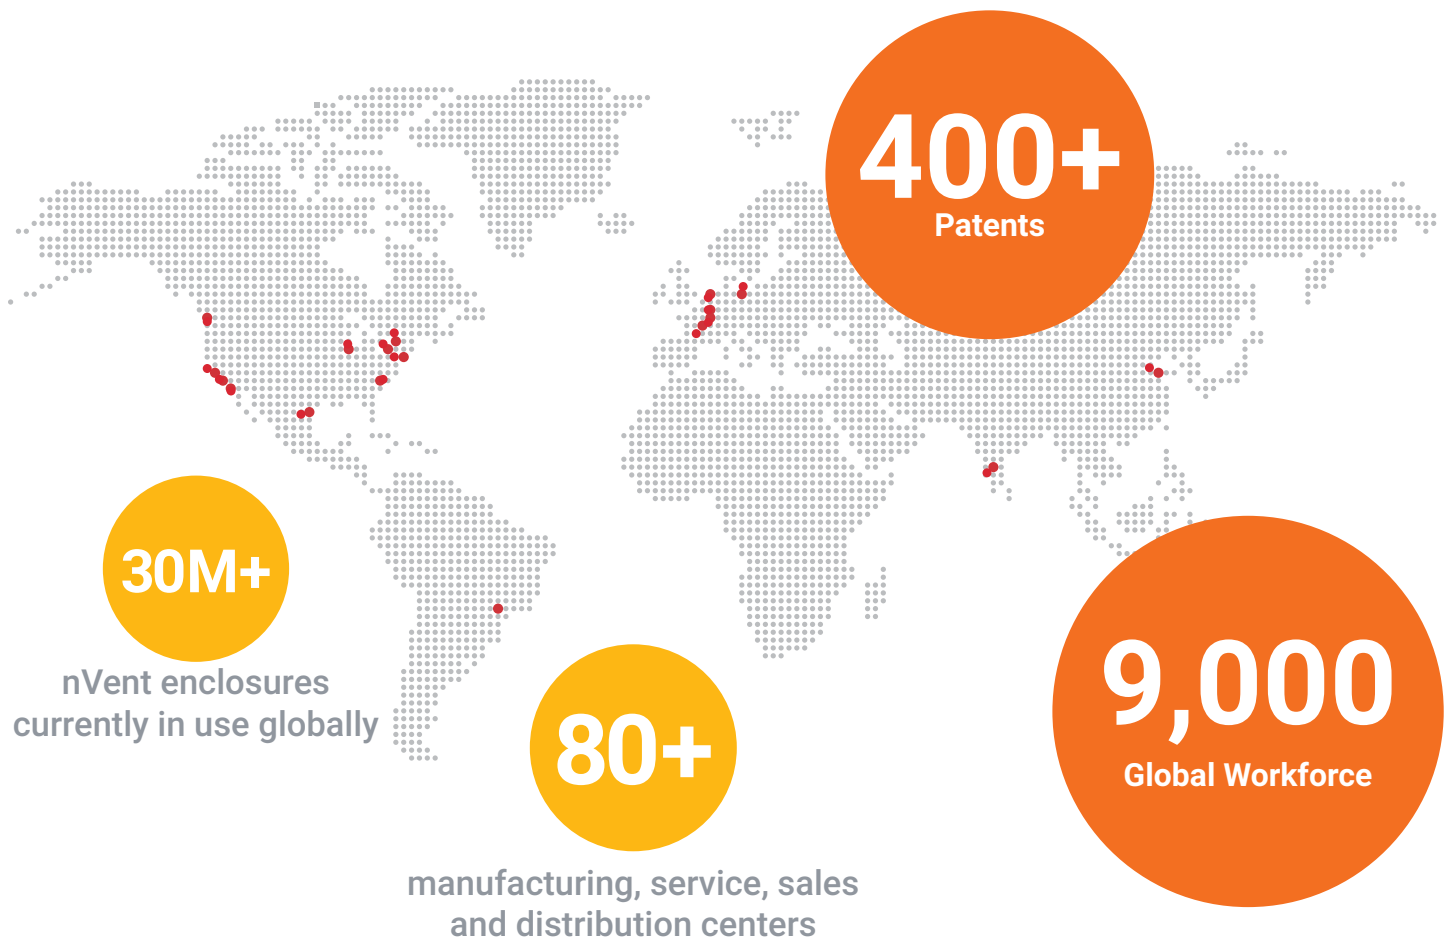 400+
Patents
30M+
nVent enclosures
currently in use globally
80+
manufacturing, service, sales
and distribution centers
9,000
Global Workforce